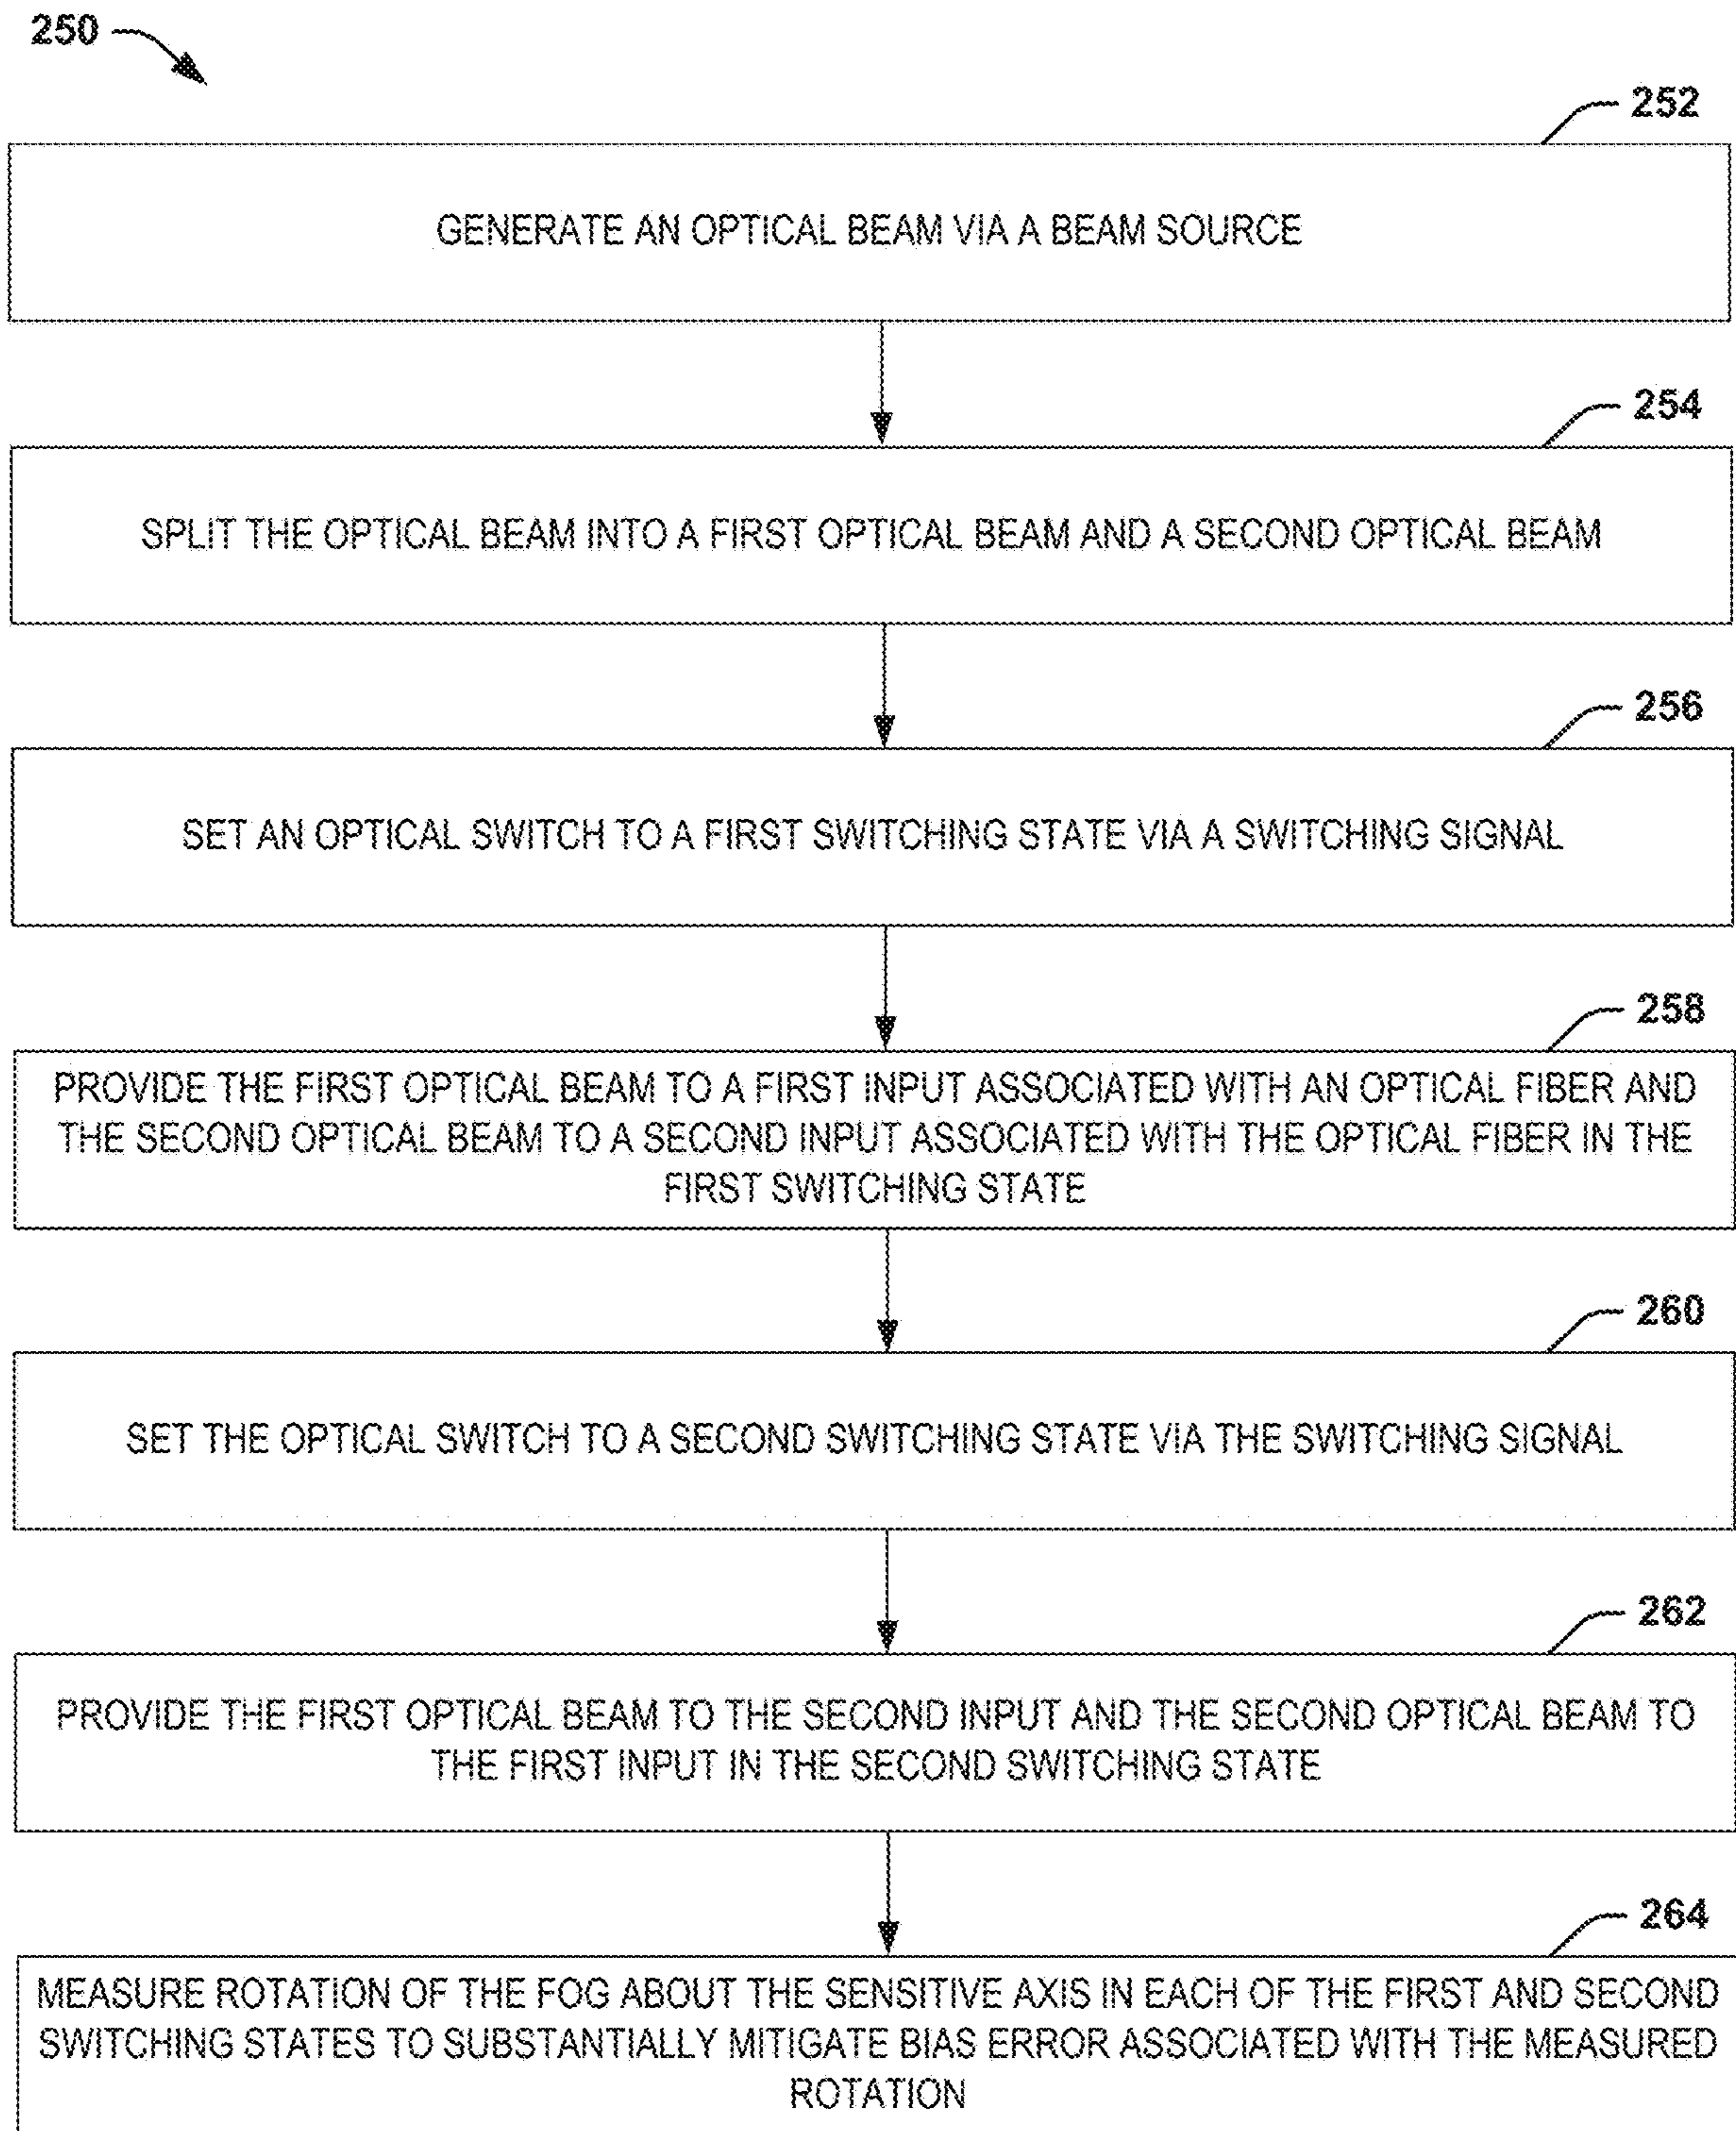 250
252
GENERATE AN OPTICAL BEAM VIA A BEAM SOURCE
254
SPLIT THE OPTICAL BEAM INTO A FIRST OPTICAL BEAM AND A SECOND OPTICAL BEAM
256
SET AN OPTICAL SWITCH TO A FIRST SWITCHING STATE VIA A SWITCHING SIGNAL
258
PROVIDE THE FIRST OPTICAL BEAM TO A FIRST INPUT ASSOCIATED WITH AN OPTICAL FIBER AND
THE SECOND OPTICAL BEAM TO A SECOND INPUT ASSOCIATED WITH THE OPTICAL FIBER IN THE
FIRST SWITCHING STATE
260
SET THE OPTICAL SWITCH TO A SECOND SWITCHING STATE VIA THE SWITCHING SIGNAL
262
PROVIDE THE FIRST OPTICAL BEAM TO THE SECOND INPUT AND THE SECOND OPTICAL BEAM TO
THE FIRST INPUT IN THE SECOND SWITCHING STATE
264
MEASURE ROTATION OF THE FOG ABOUT THE SENSITIVE AXIS IN EACH OF THE FIRST AND SECOND
SWITCHING STATES TO SUBSTANTIALLY MITIGATE BIAS ERROR ASSOCIATED WITH THE MEASURED
ROTATION